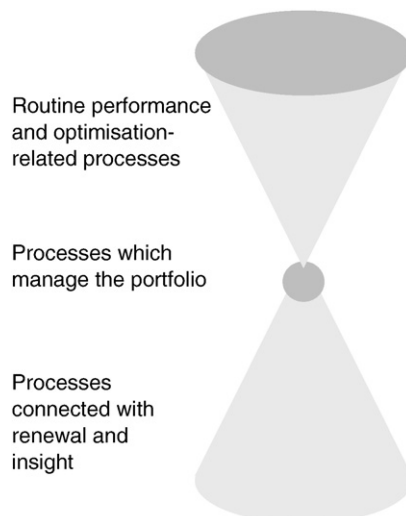 Routine performance
and optimisation-
related processes
Processes which
manage the portfolio
Processes
connected with
renewal and
insight